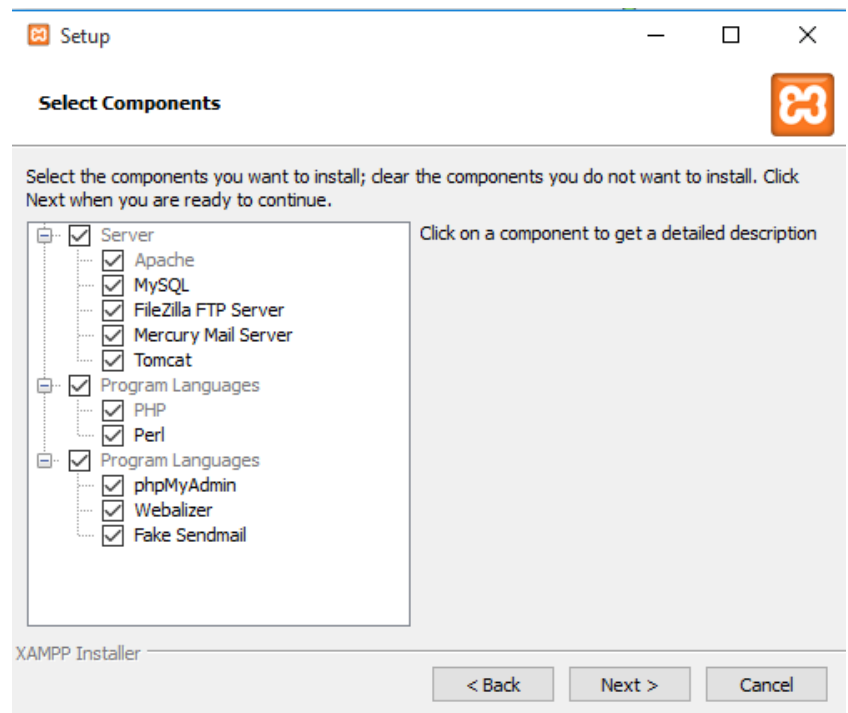 Setup
Select Components
Select the components you want to install; clear the components you do not want to install. Click
Next when you are ready to continue.
Server
Apache
MySQL
FileZilla FTP Server
Mercury Mail Server
Tomcat
Program Languages
PHP
Perl
Program Languages
phpMyAdmin
Webalizer
Fake Sendmail
Click on a component to get a detailed description
XAMPP Installer
< Back
Next >
Cancel